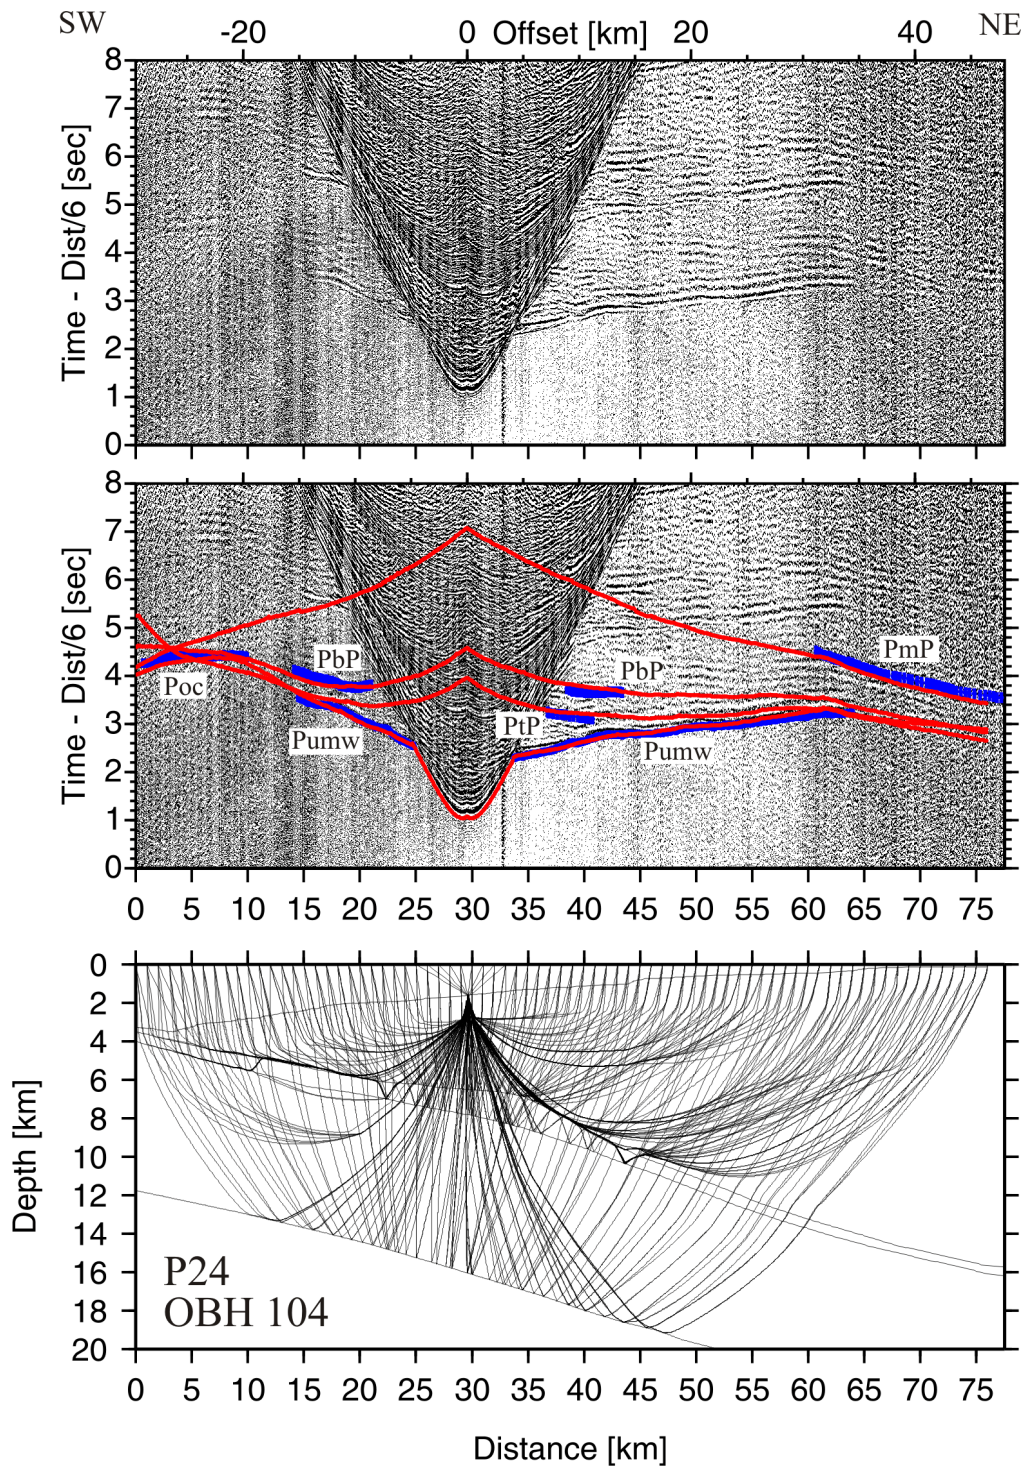 SW -20 0 Offset [km] 20 40 NE
8
7
6
5
4
3
2
1
0
Time - Dist/6 [sec]
8
7
6
5
4
3
2
1
0
Time - Dist/6 [sec]
PmP
PbP
PbP
Poc
PtP
Pumw
Pumw
0 5 10 15 20 25 30 35 40 45 50 55 60 65 70 75
0
2
4
6
8
10
12
14
16
18
20
Depth [km]
P24
OBH 104
0 5 10 15 20 25 30 35 40 45 50 55 60 65 70 75
Distance [km]